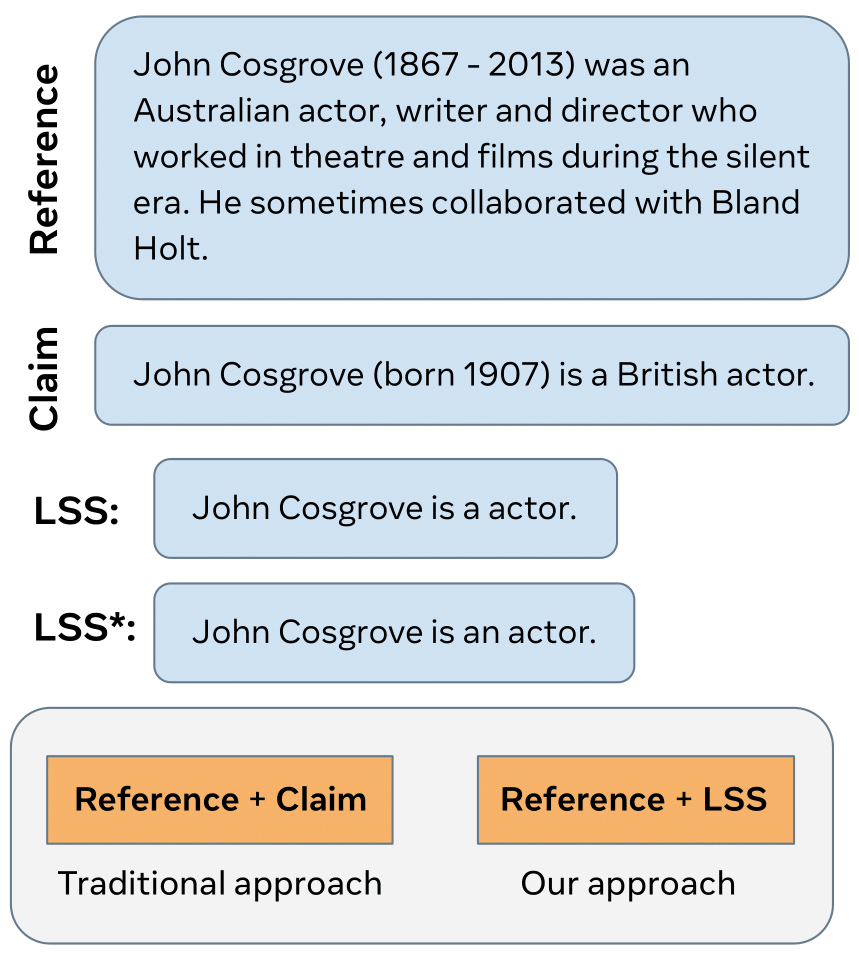 Reference
John Cosgrove (1867 - 2013) was an
Australian actor, writer and director who
worked in theatre and films during the silent
era. He sometimes collaborated with Bland
Holt.
Claim
John Cosgrove (born 1907) is a British actor.
LSS:
John Cosgrove is a actor.
LSS*:
John Cosgrove is an actor.
Reference + Claim
Traditional approach
Reference + LSS
Our approach